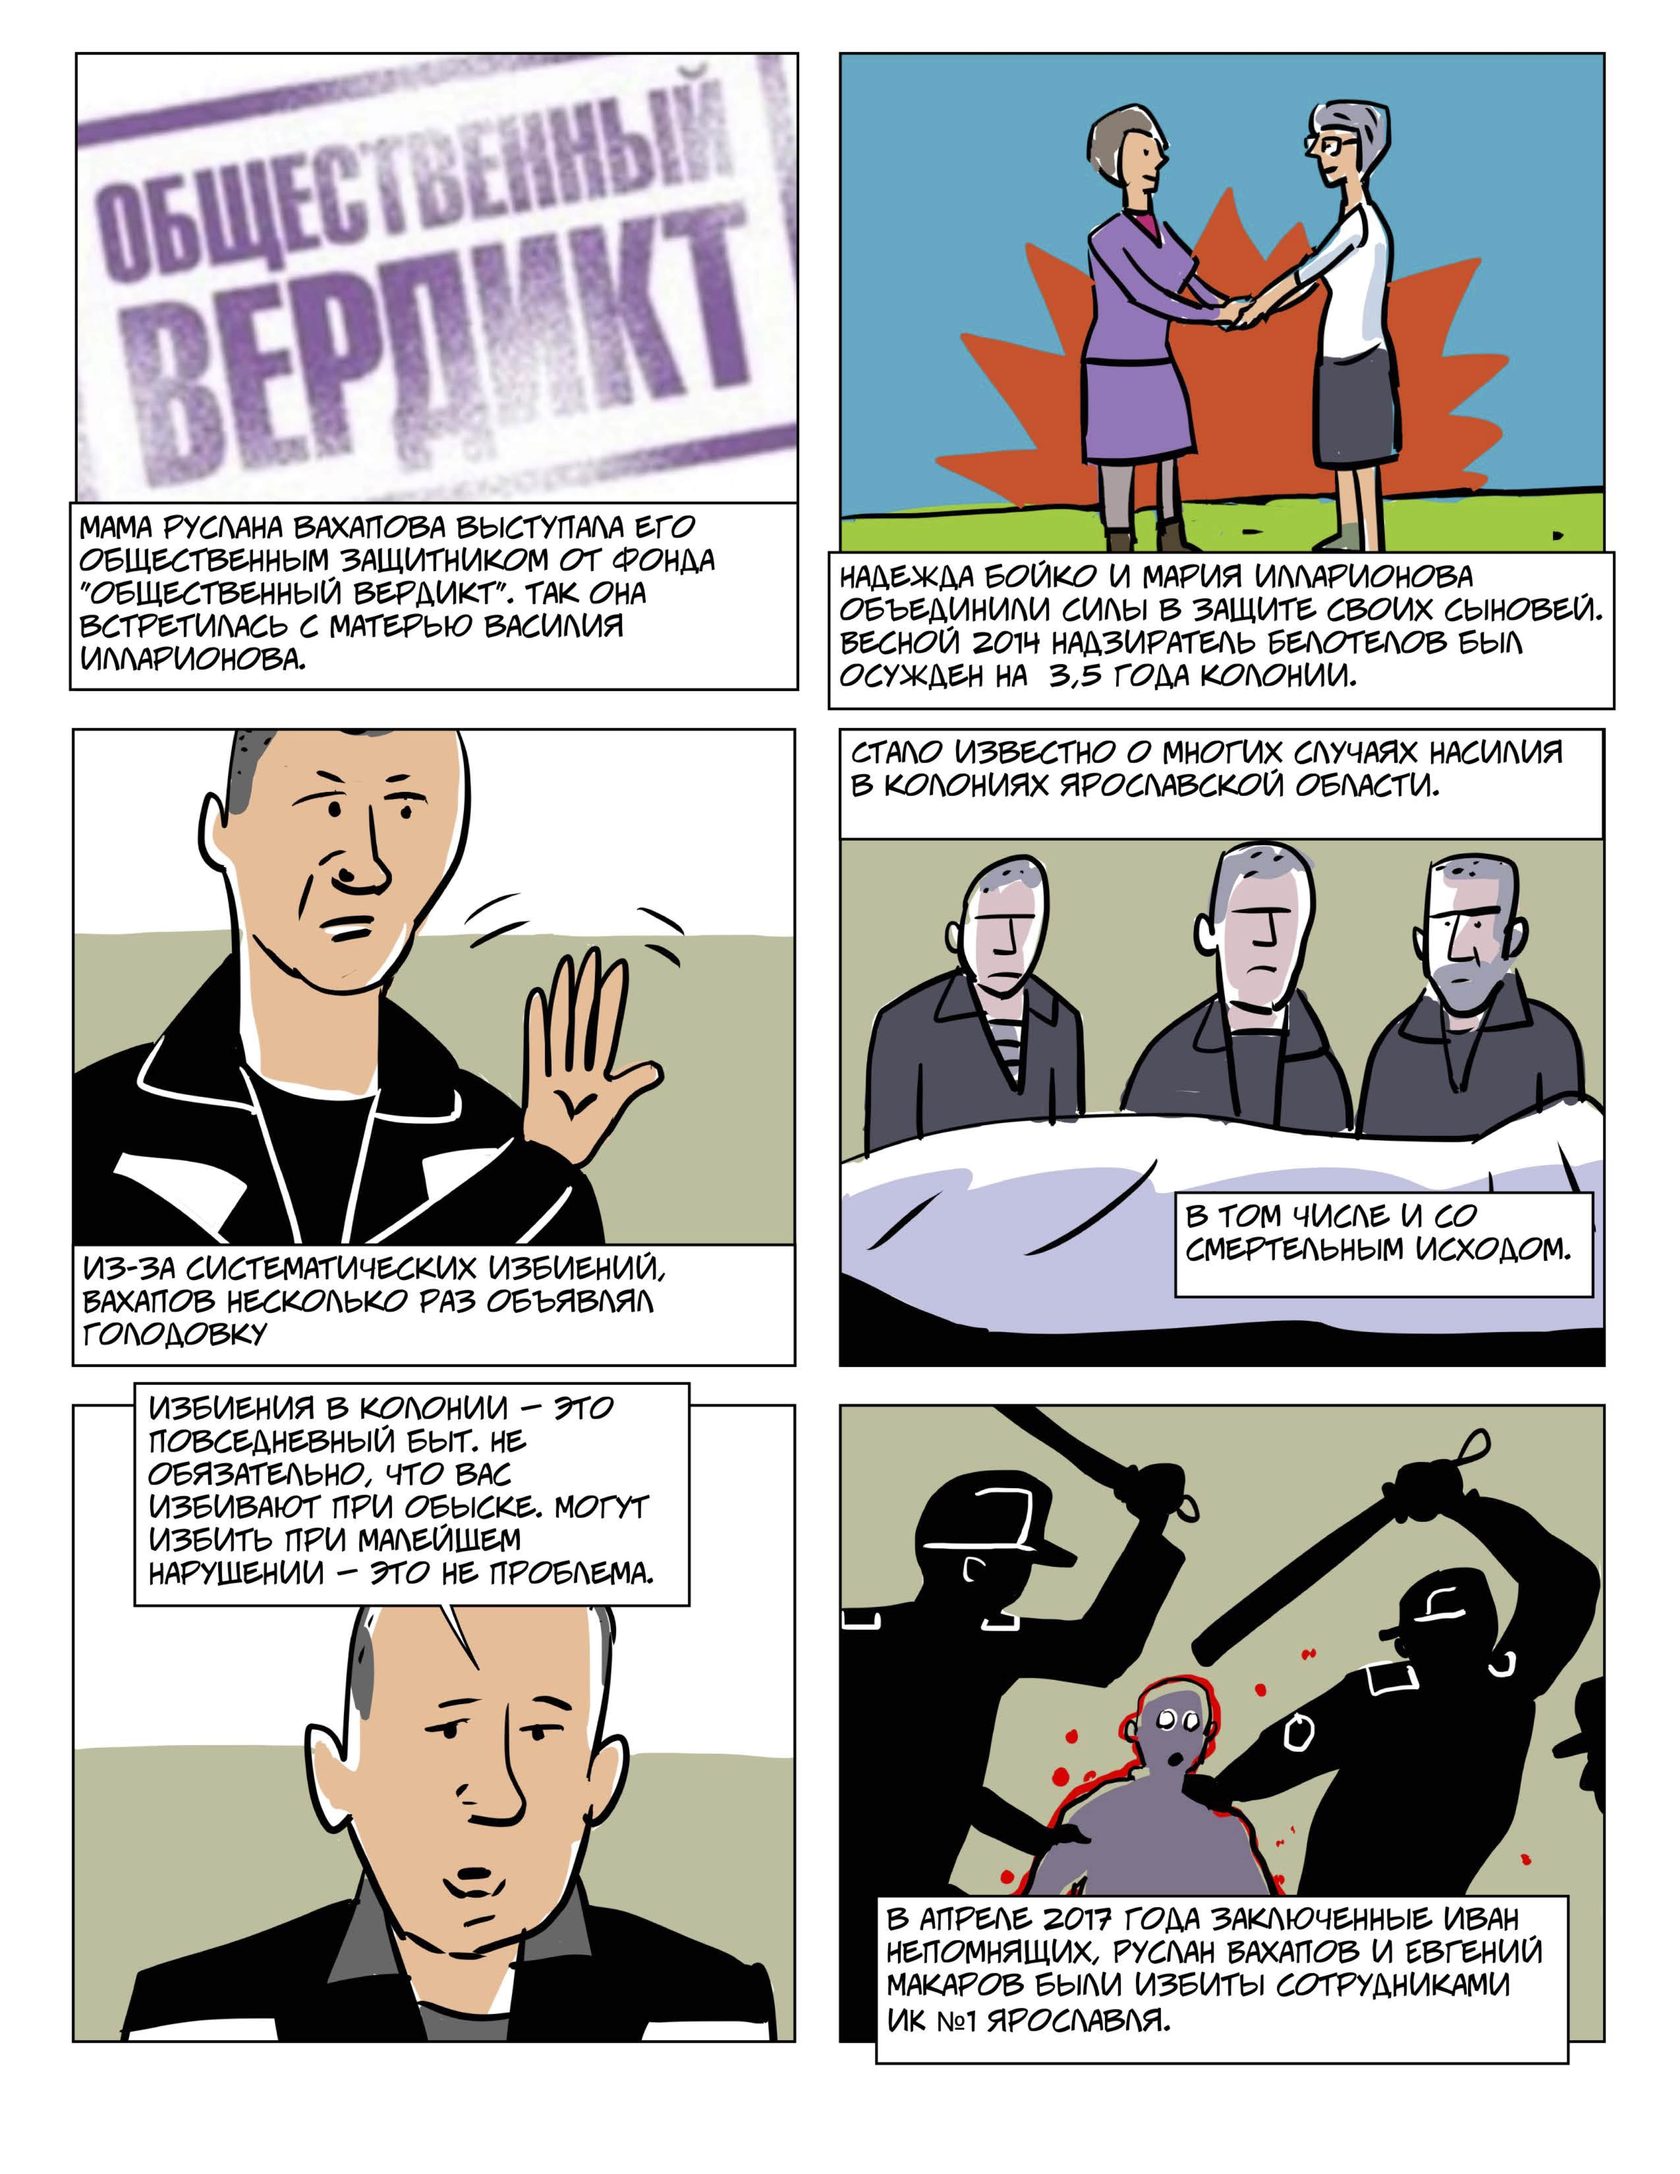 ОБЩЕСТВЕННЫЙ
ВЕРДИКТ
МАМА РУСЛАНА ВАХАПОВА ВЫСТУПАЛА ЕГО
ОБЩЕСТВЕННЫМ ЗАЩИТНИКОМ ОТ ФОНДА
"ОБЩЕСТВЕННЫЙ ВЕРДИКТ". ТАК ОНА
ВСТРЕТИЛАСЬ С МАТЕРЬЮ ВАСИЛИЯ
ИЛЛАРИОНОВА.
НАДЕЖДА БОЙКО И МАРИЯ ИЛЛАРИОНОВА
ОБЪЕДИНИЛИ СИЛЫ В ЗАЩИТЕ СВОИХ СЫНОВЕЙ.
ВЕСНОЙ 2014 НАДЗИРАТЕЛЬ БЕЛОТЕЛОВ БЫЛ
ОСУЖДЕН НА 3,5 ГОДА КОЛОНИИ.
ИЗ-ЗА СИСТЕМАТИЧЕСКИХ ИЗБИЕНИЙ,
ВАХАПОВ НЕСКОЛЬКО РАЗ ОБЪЯВЛЯЛ
ГОЛОДОВКУ
СТАЛО ИЗВЕСТНО О МНОГИХ СЛУЧАЯХ НАСИЛИЯ
В КОЛОНИЯХ ЯРОСЛАВСКОЙ ОБЛАСТИ.
В ТОМ ЧИСЛЕ И СО
СМЕРТЕЛЬНЫМ ИСХОДОМ.
ИЗБИЕНИЯ В КОЛОНИИ – ЭТО
ПОВСЕДНЕВНЫЙ БЫТ. НЕ
ОБЯЗАТЕЛЬНО, ЧТО ВАС
ИЗБИВАЮТ ПРИ ОБЫСКЕ. МОГУТ
ИЗБИТЬ ПРИ МАЛЕЙШЕМ
НАРУШЕНИИ – ЭТО НЕ ПРОБЛЕМА.
В АПРЕЛЕ 2017 ГОДА ЗАКЛЮЧЕННЫЕ ИВАН
НЕПОМНЯЩИХ, РУСЛАН ВАХАПОВ И ЕВГЕНИЙ
МАКАРОВ БЫЛИ ИЗБИТЫ СОТРУДНИКАМИ
ИК №1 ЯРОСЛАВЛЯ.